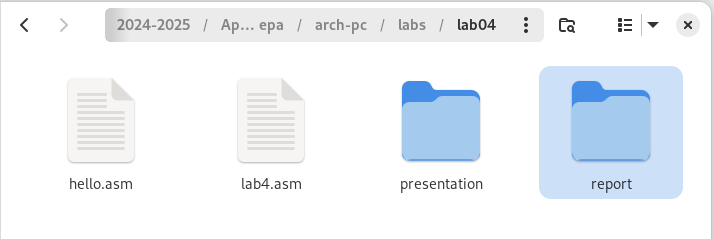 2024-2025 / Ap… epa / arch-pc / labs / lab04
hello.asm lab4.asm presentation report